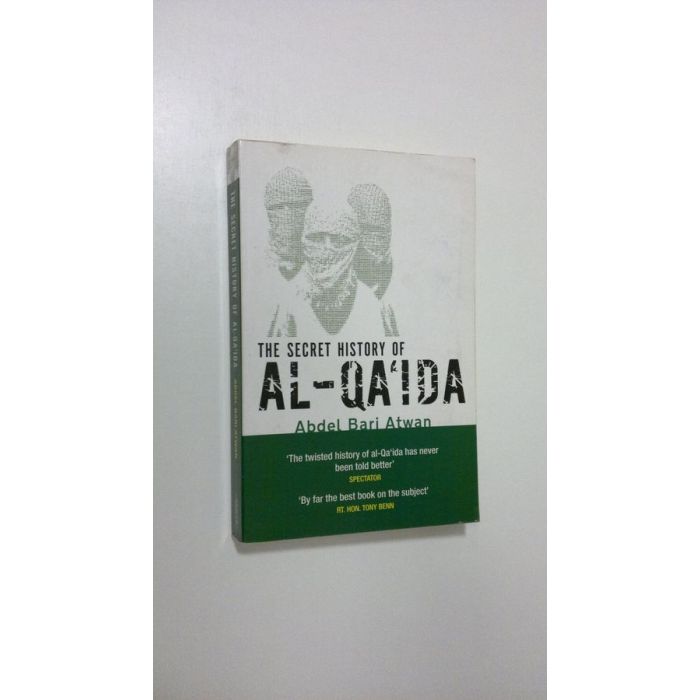 THE SECRET HISTORY OF
AL-QA'IDA
Abdel Bari Atwan
'The twisted history of al-Qa'ida has never
been told better'
SPECTATOR
'By far the best book on the subject'
RT. HON. TONY BENN
THE SECRET HISTORY OF AL-QA'IDA ABDEL BARI ATWAN